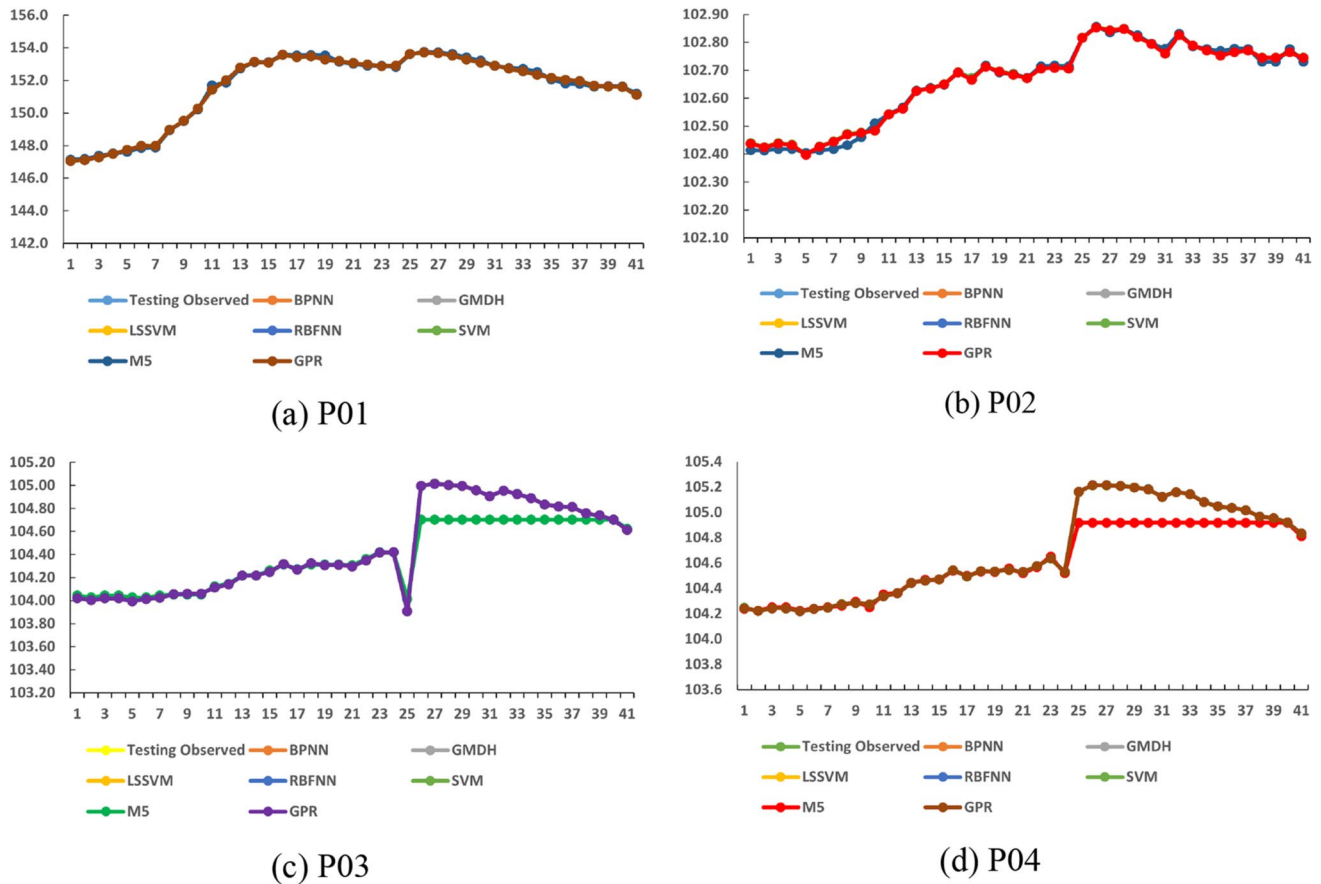 156.0
154.0
152.0
150.0
148.0
146.0
144.0
142.0
1 3 5 7 9 11 13 15 17 19 21 23 25 27 29 31 33 35 37 39 41
Testing Observed BPNN GMDH
LSSVM RBFNN SVM
M5 GPR
(a) P01
102.90
102.80
102.70
102.60
102.50
102.40
102.30
102.20
102.10
1 3 5 7 9 11 13 15 17 19 21 23 25 27 29 31 33 35 37 39 41
Testing Observed BPNN GMDH
LSSVM RBFNN SVM
M5 GPR
(b) P02
105.20
105.00
104.80
104.60
104.40
104.20
104.00
103.80
103.60
103.40
103.20
1 3 5 7 9 11 13 15 17 19 21 23 25 27 29 31 33 35 37 39 41
Testing Observed BPNN GMDH
LSSVM RBFNN SVM
M5 GPR
(c) P03
105.4
105.2
105.0
104.8
104.6
104.4
104.2
104.0
103.8
103.6
1 3 5 7 9 11 13 15 17 19 21 23 25 27 29 31 33 35 37 39 41
Testing Observed BPNN GMDH
LSSVM RBFNN SVM
M5 GPR
(d) P04